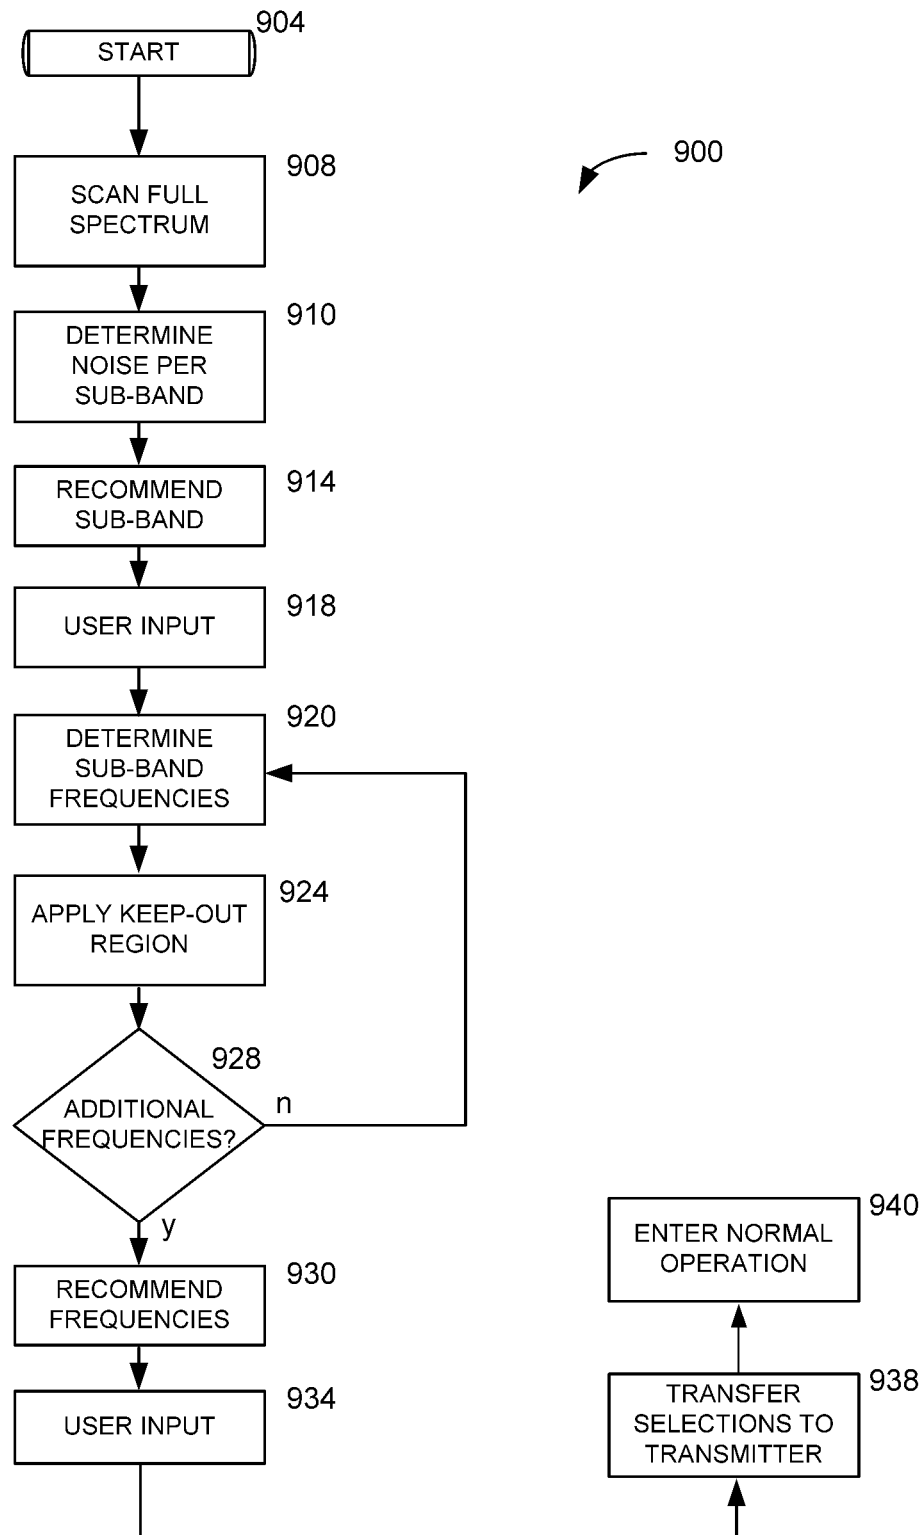 904
START
900
908
SCAN FULL
SPECTRUM
910
DETERMINE
NOISE PER
SUB-BAND
914
RECOMMEND
SUB-BAND
918
USER INPUT
920
DETERMINE
SUB-BAND
FREQUENCIES
924
APPLY KEEP-OUT
REGION
928
n
ADDITIONAL
FREQUENCIES?
y
930
RECOMMEND
FREQUENCIES
934
USER INPUT
938
TRANSFER
SELECTIONS TO
TRANSMITTER
940
ENTER NORMAL
OPERATION